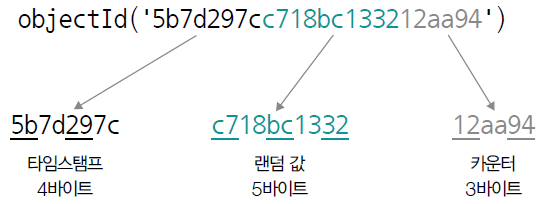 objectId('5b7d297cc718bc133212aa94')
5b7d297c c718bc1332 12aa94
타임스탬프 랜덤 값 카운터
4바이트 5바이트 3바이트